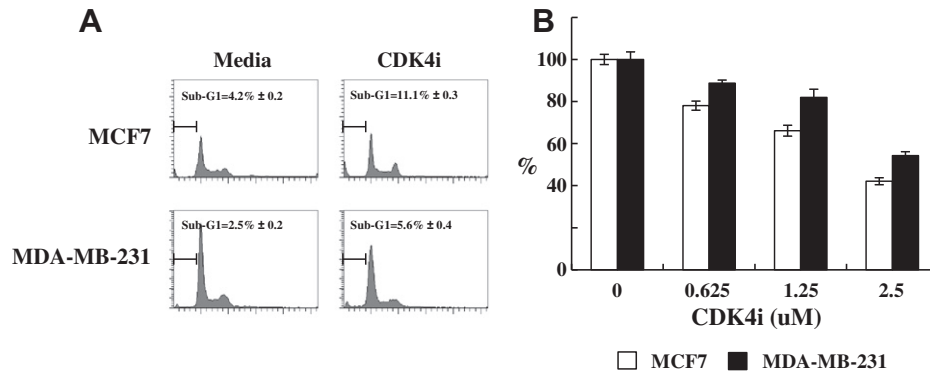 A
Media
CDK4i
MCF7
Sub-G1=4.2% ± 0.2
Sub-G1=11.1% ± 0.3
MDA-MB-231
Sub-G1=2.5% ± 0.2
Sub-G1=5.6% ± 0.4
B
%
100
80
60
40
20
0
0
0.625
1.25
2.5
CDK4i (uM)
MCF7
MDA-MB-231